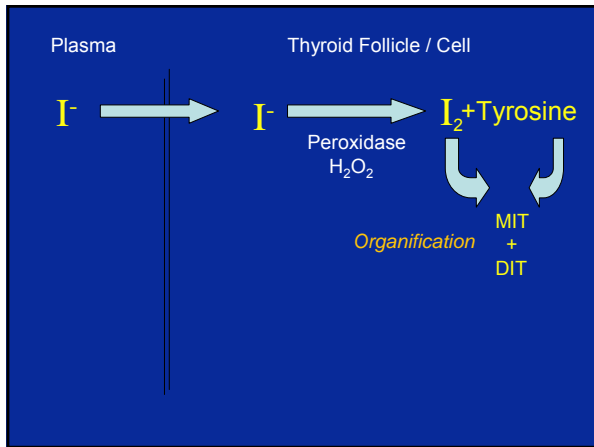 Plasma
Thyroid Follicle / Cell
I⁻
I⁻
I₂+Tyrosine
Peroxidase
H₂O₂
Organification
MIT
+
DIT